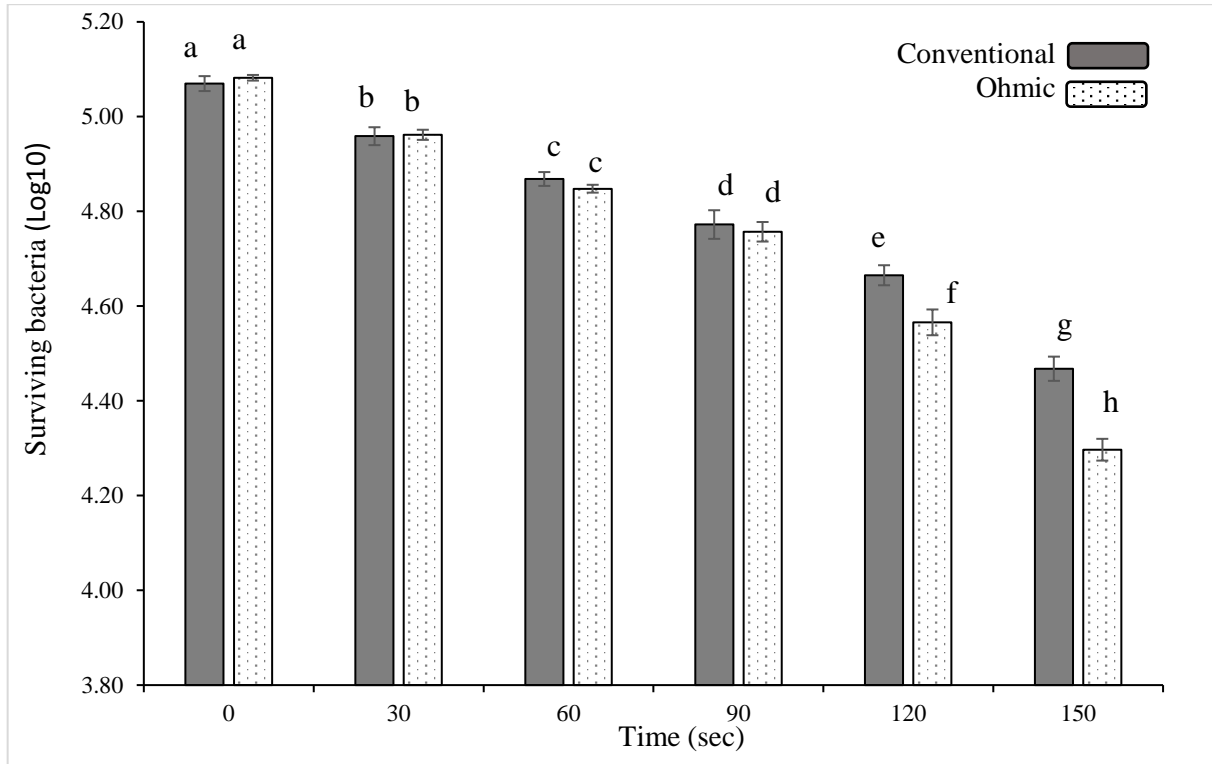 5.20
5.00
4.80
4.60
4.40
4.20
4.00
3.80
Surviving bacteria (Log10)
Conventional
Ohmic
a a
b b
c c
d d
e f
g h
0 30 60 90 120 150
Time (sec)